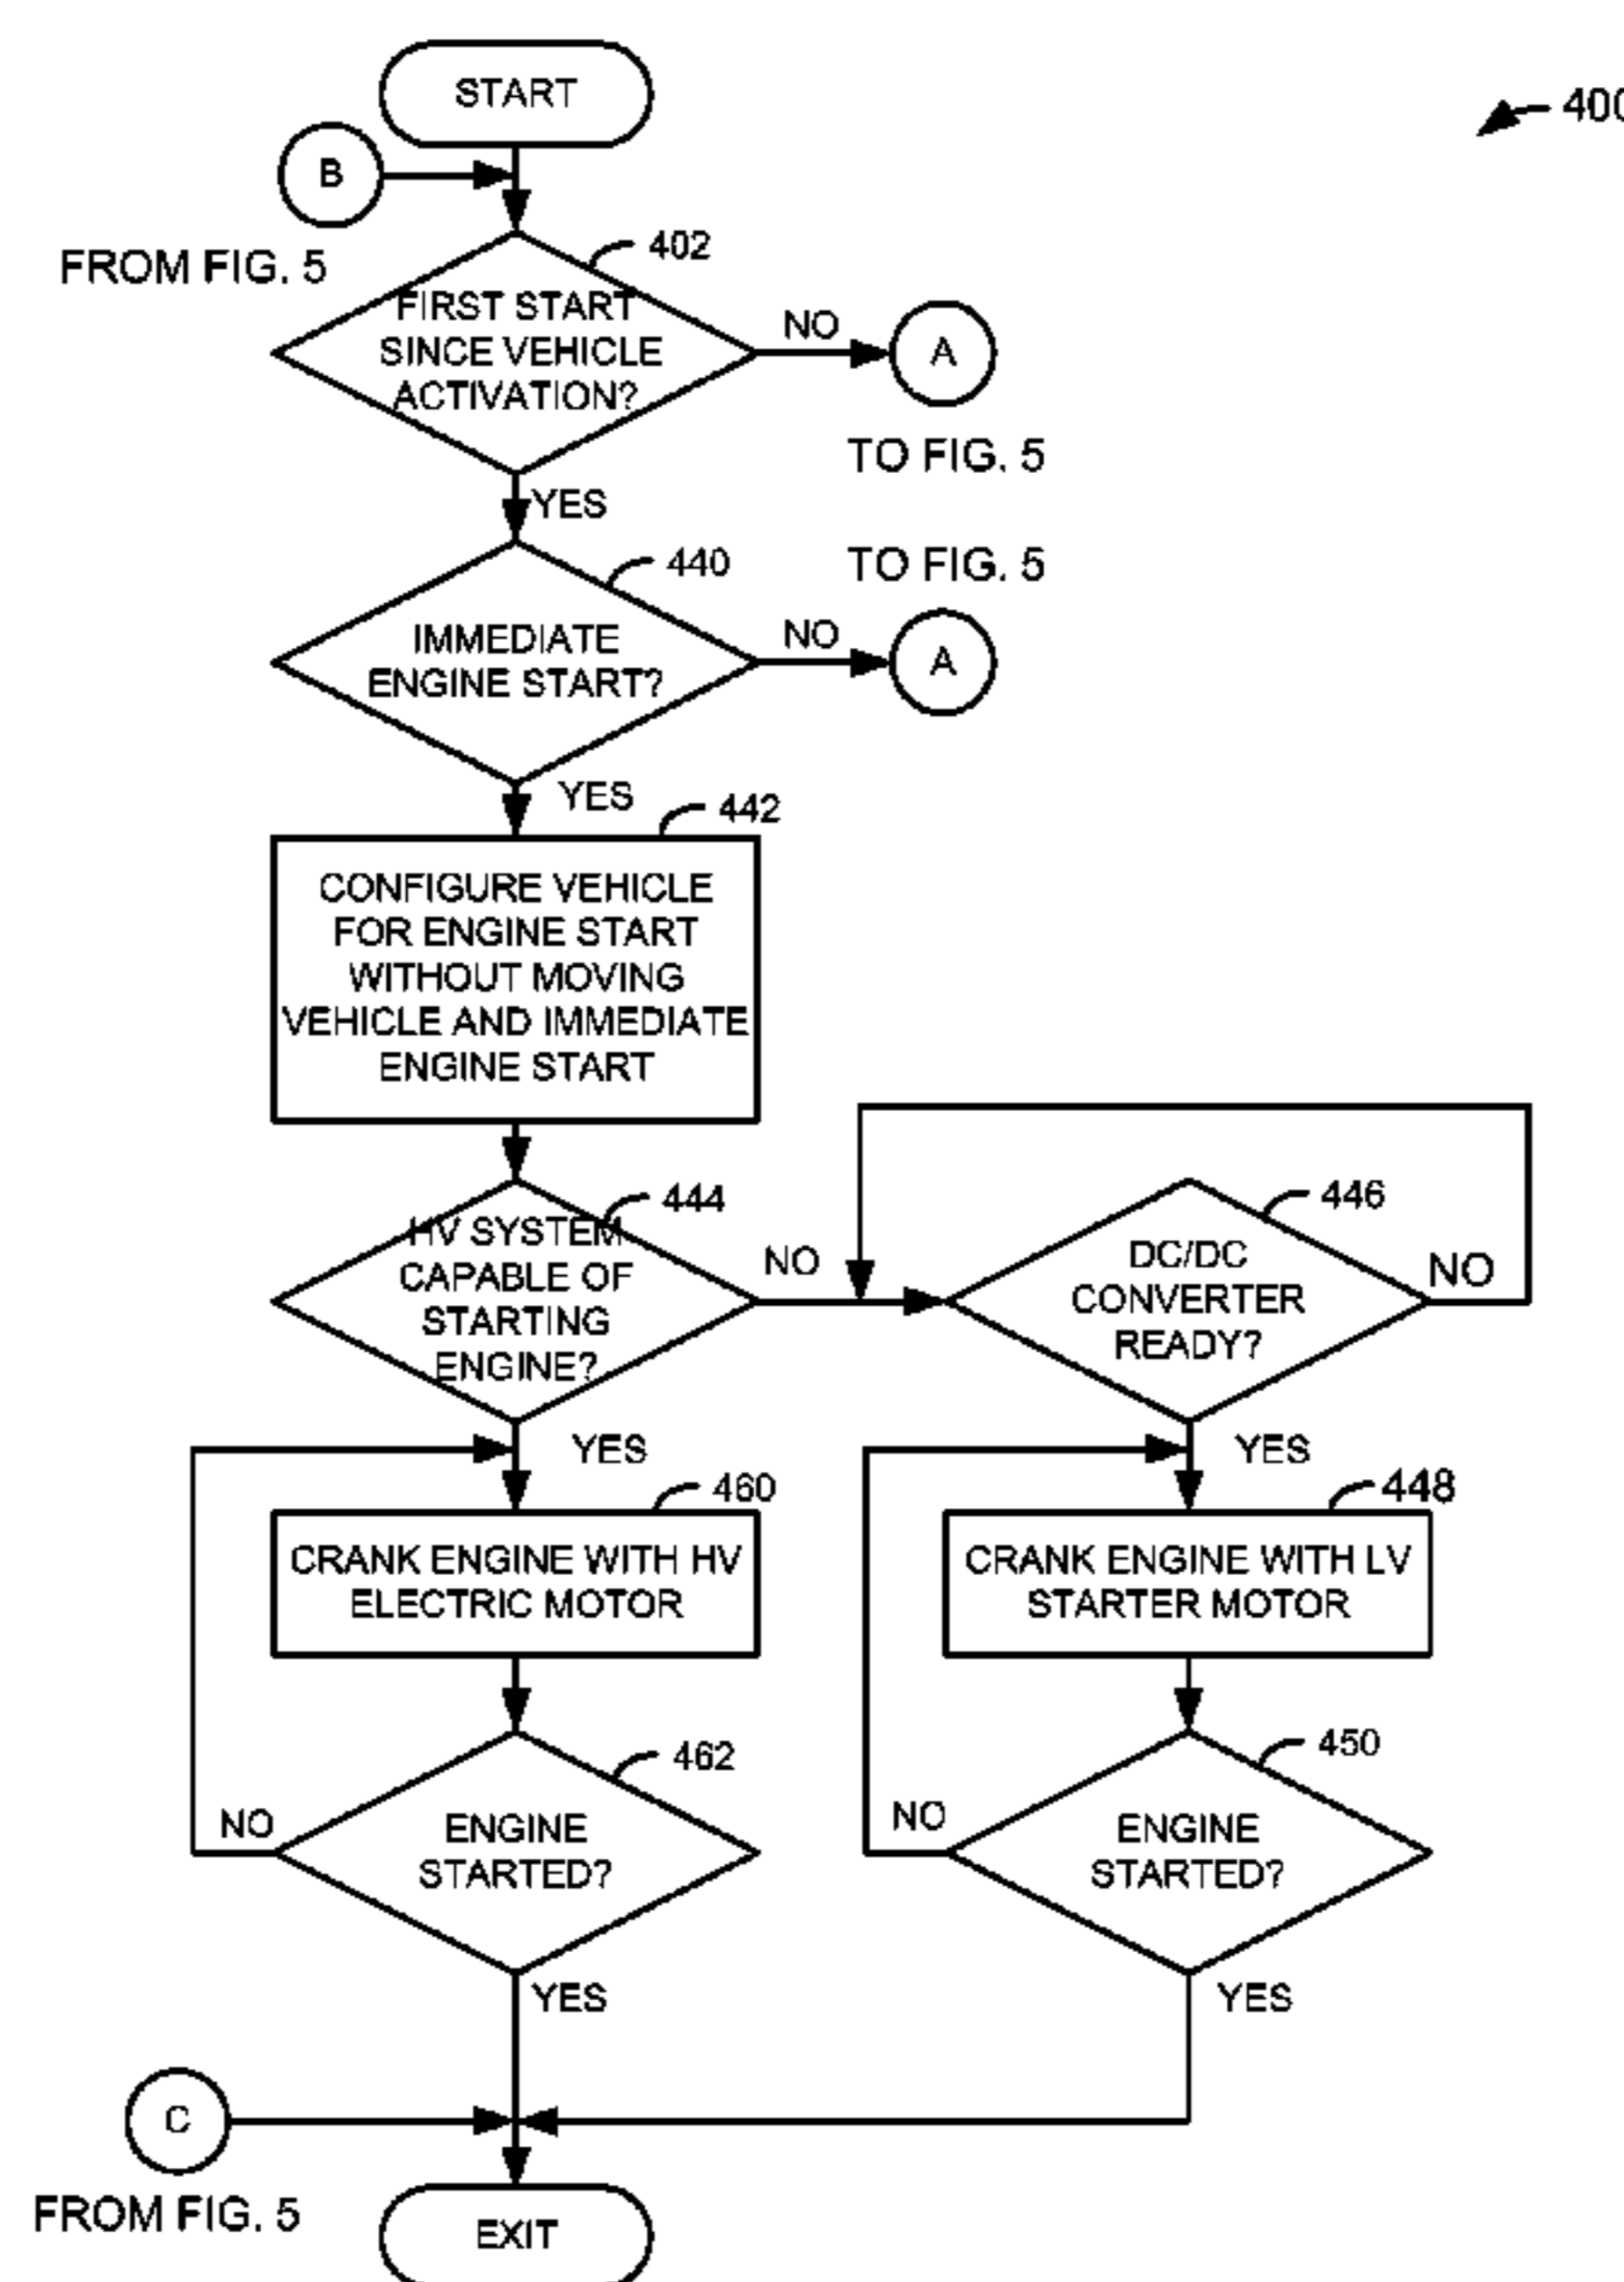 START
400
B
FROM FIG. 5
402
FIRST START
SINCE VEHICLE
ACTIVATION?
NO
A
TO FIG. 5
YES
TO FIG. 5
440
IMMEDIATE
ENGINE START?
NO
A
YES
442
CONFIGURE VEHICLE
FOR ENGINE START
WITHOUT MOVING
VEHICLE AND IMMEDIATE
ENGINE START
444
HV SYSTEM
CAPABLE OF
STARTING
ENGINE?
NO
446
DC/DC
CONVERTER
READY?
NO
YES
YES
460
CRANK ENGINE WITH HV
ELECTRIC MOTOR
448
CRANK ENGINE WITH LV
STARTER MOTOR
462
ENGINE
STARTED?
NO
450
ENGINE
STARTED?
NO
YES
YES
C
FROM FIG. 5
EXIT